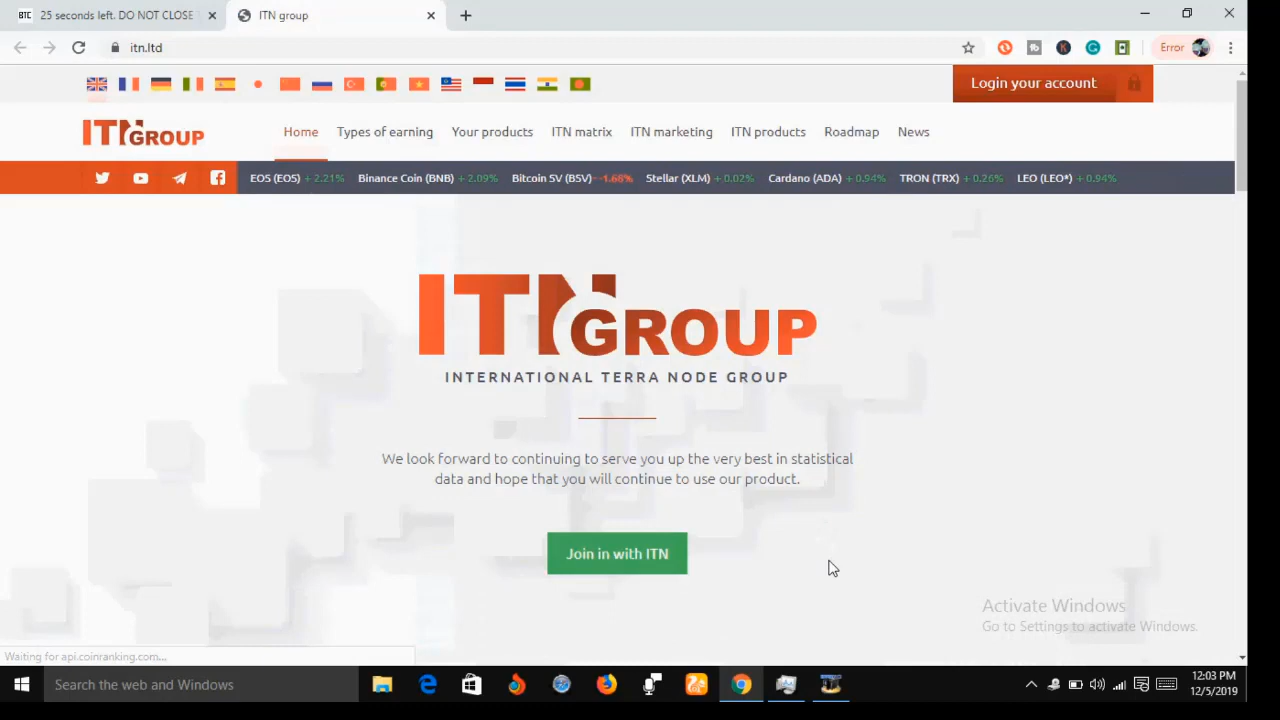 BTC 25 seconds left. DO NOT CLOSE
ITN group
itn.ltd
Error
Login your account
ITN GROUP
Home Types of earning Your products ITN matrix ITN marketing ITN products Roadmap News
EOS (EOS) + 2.21% Binance Coin (BNB) + 2.09% Bitcoin SV (BSV) -1.68% Stellar (XLM) + 0.02% Cardano (ADA) + 0.94% TRON (TRX) + 0.26% LEO (LEO*) + 0.94%
ITN GROUP
INTERNATIONAL TERRA NODE GROUP
We look forward to continuing to serve you up the very best in statistical
data and hope that you will continue to use our product.
Join in with ITN
Activate Windows
Go to Settings to activate Windows.
Waiting for api.coinranking.com...
Search the web and Windows
12:03 PM
12/5/2019